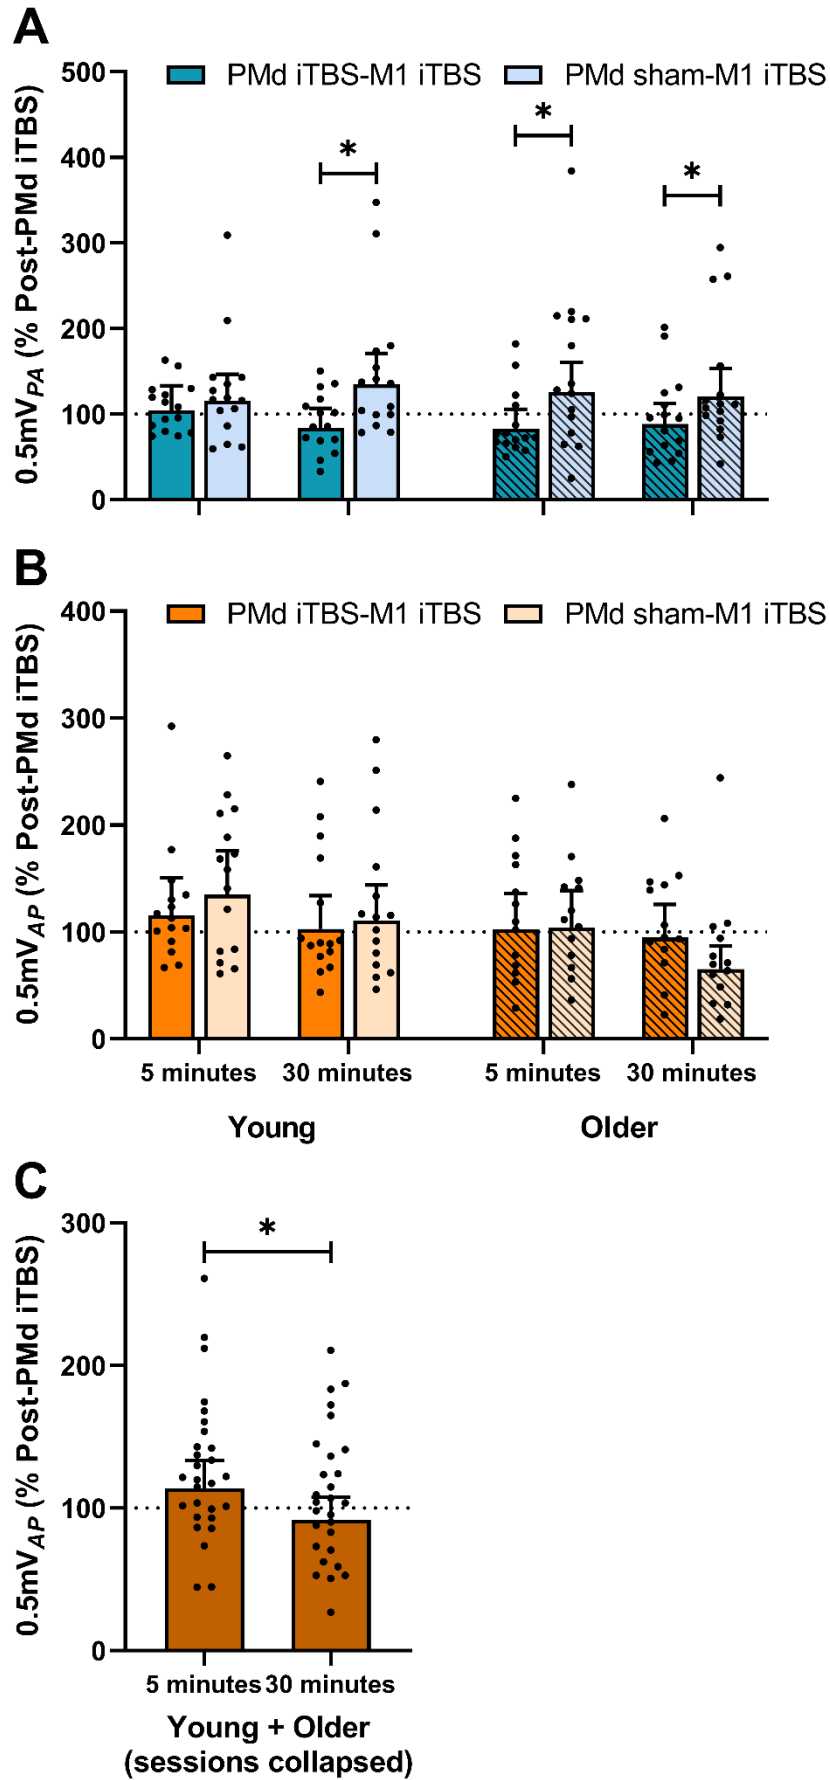 A
PMd iTBS-M1 iTBS PMd sham-M1 iTBS
0.5mVPA (% Post-PMd iTBS)
500
400
300
200
100
0
*
*
*
B
PMd iTBS-M1 iTBS PMd sham-M1 iTBS
0.5mVAP (% Post-PMd iTBS)
400
300
200
100
0
5 minutes 30 minutes 5 minutes 30 minutes
Young Older
C
0.5mVAP (% Post-PMd iTBS)
300
200
100
0
*
5 minutes 30 minutes
Young + Older
(sessions collapsed)